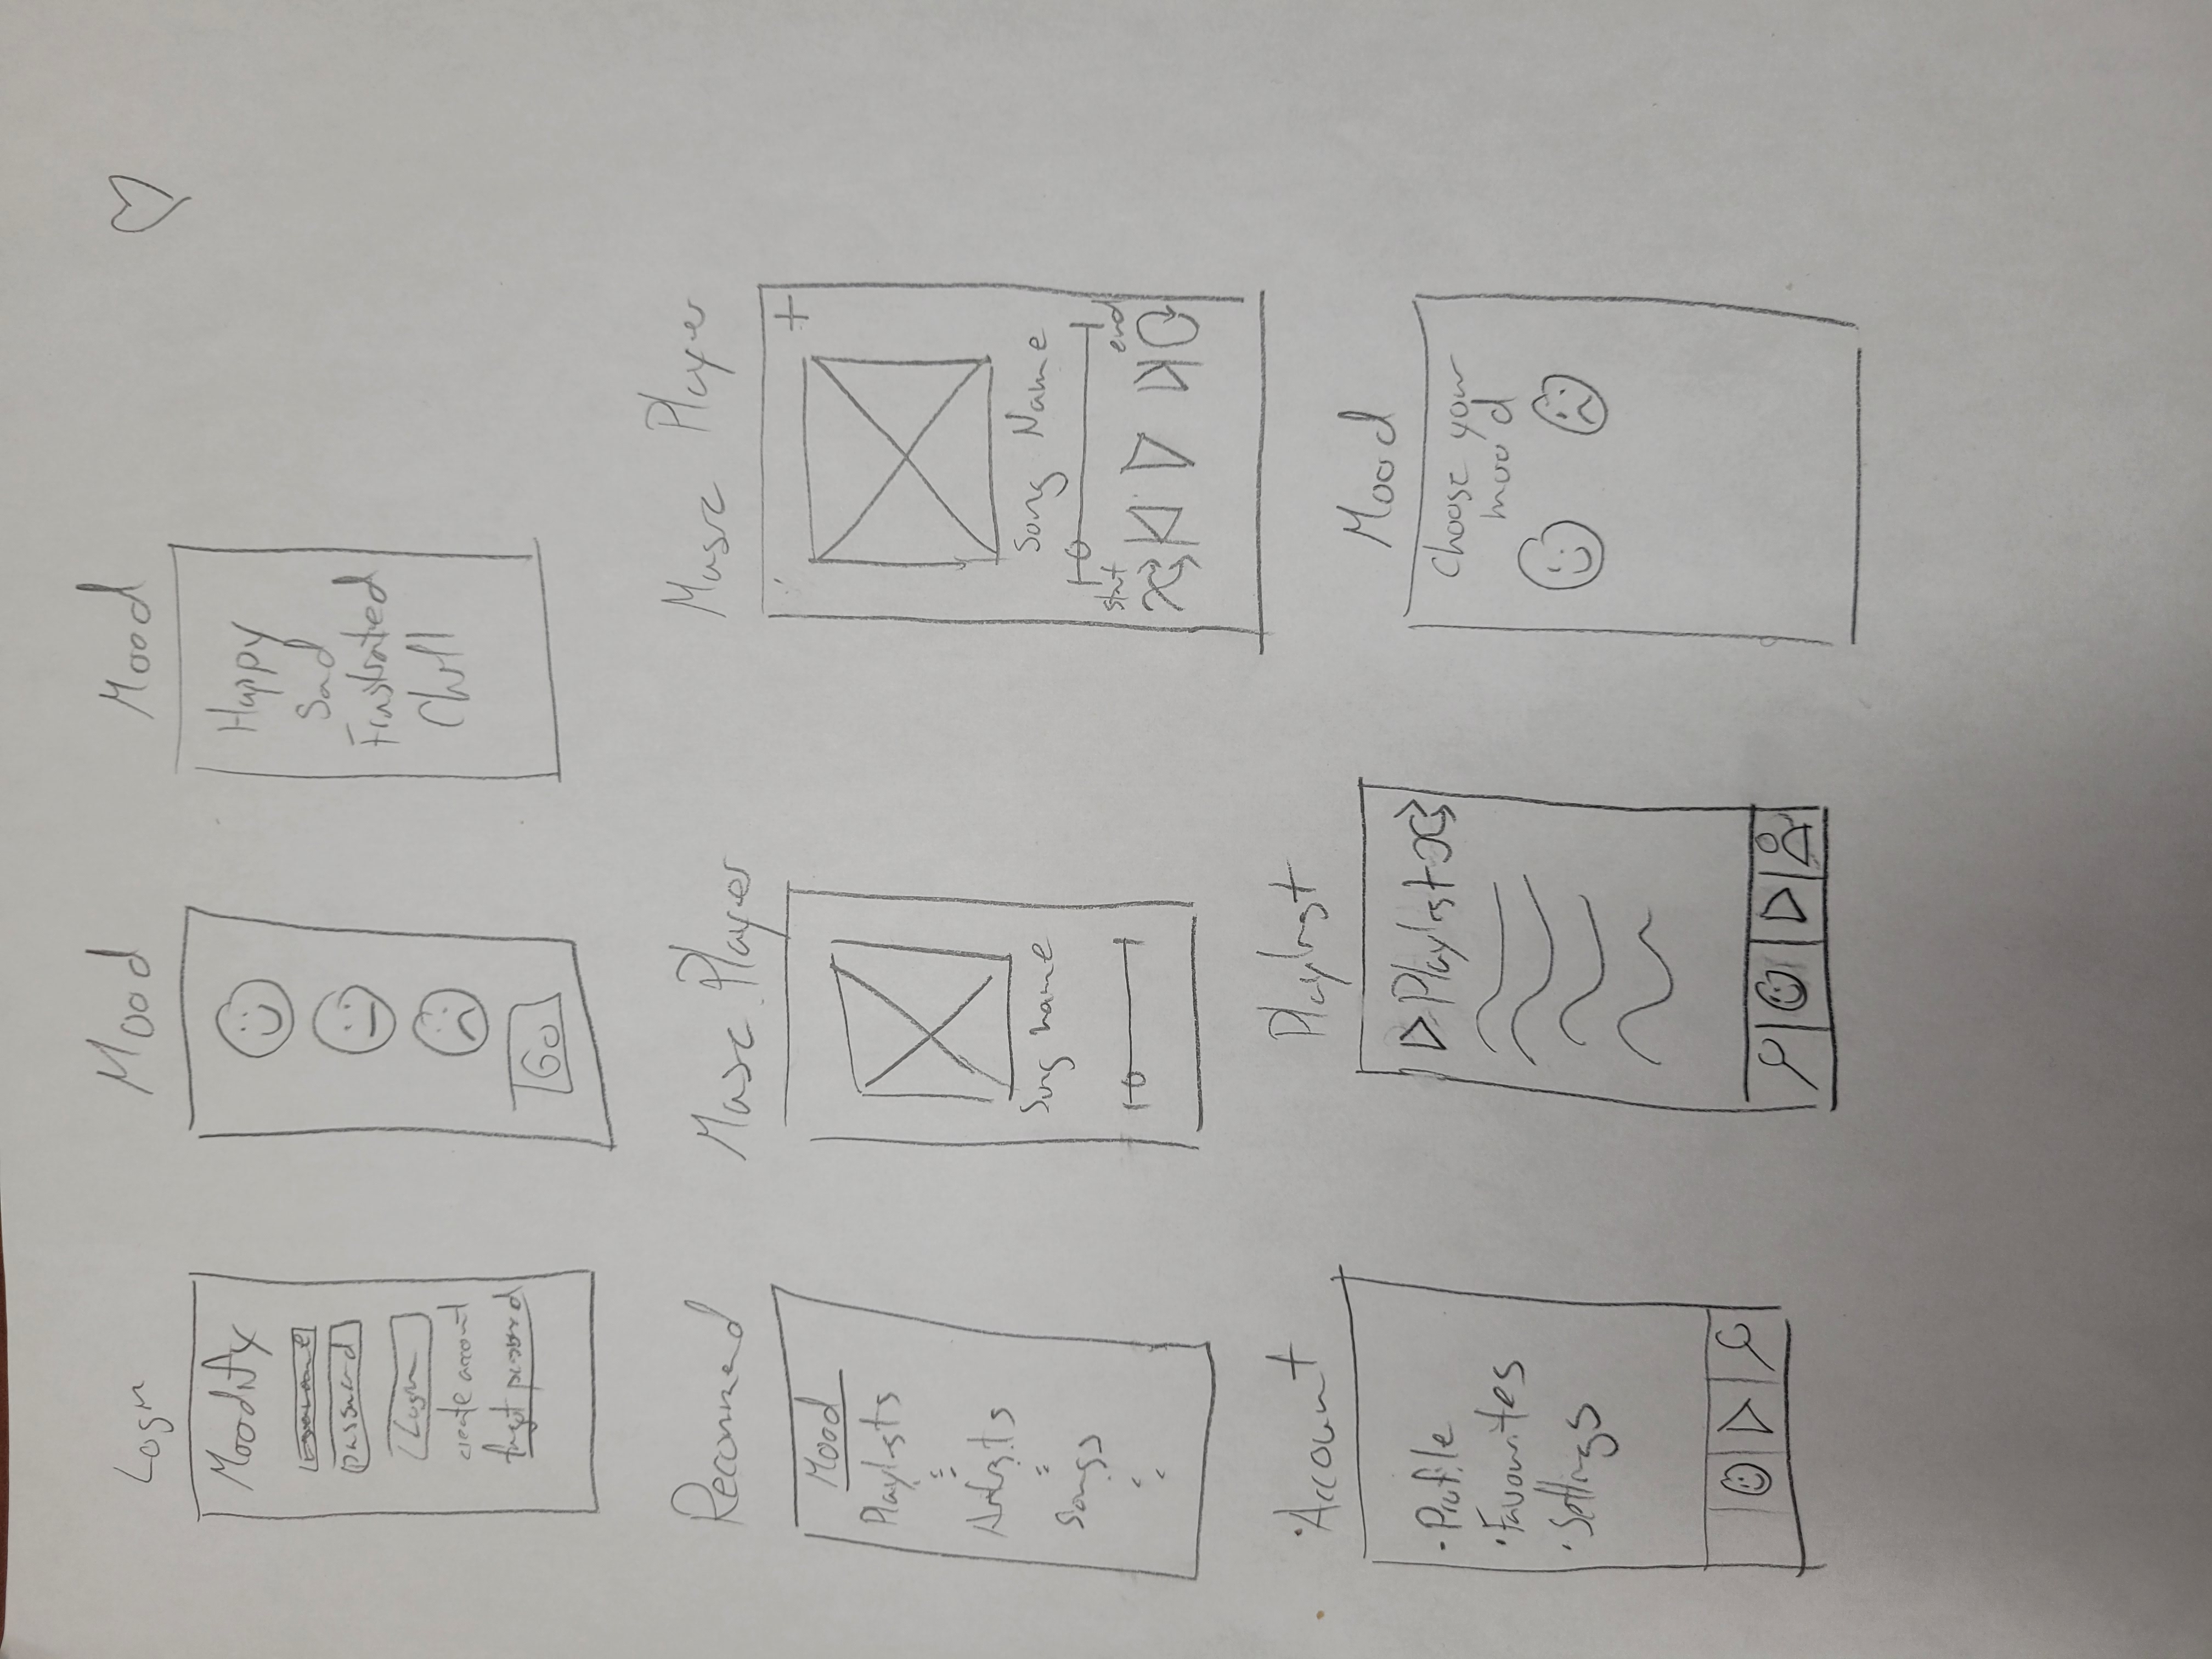 Login
Mood
Mood
Moodify
password
Login
create account
forgot password
Go
Happy
Sad
Frustrated
Chill
Recommend
Music Player
Music Player
Mood
Playlists
Artists
Songs
Song name
+
Song Name
start
end
Account
Playlist
Mood
• Profile
• Favourites
• Settings
Playlist
Choose your
mood